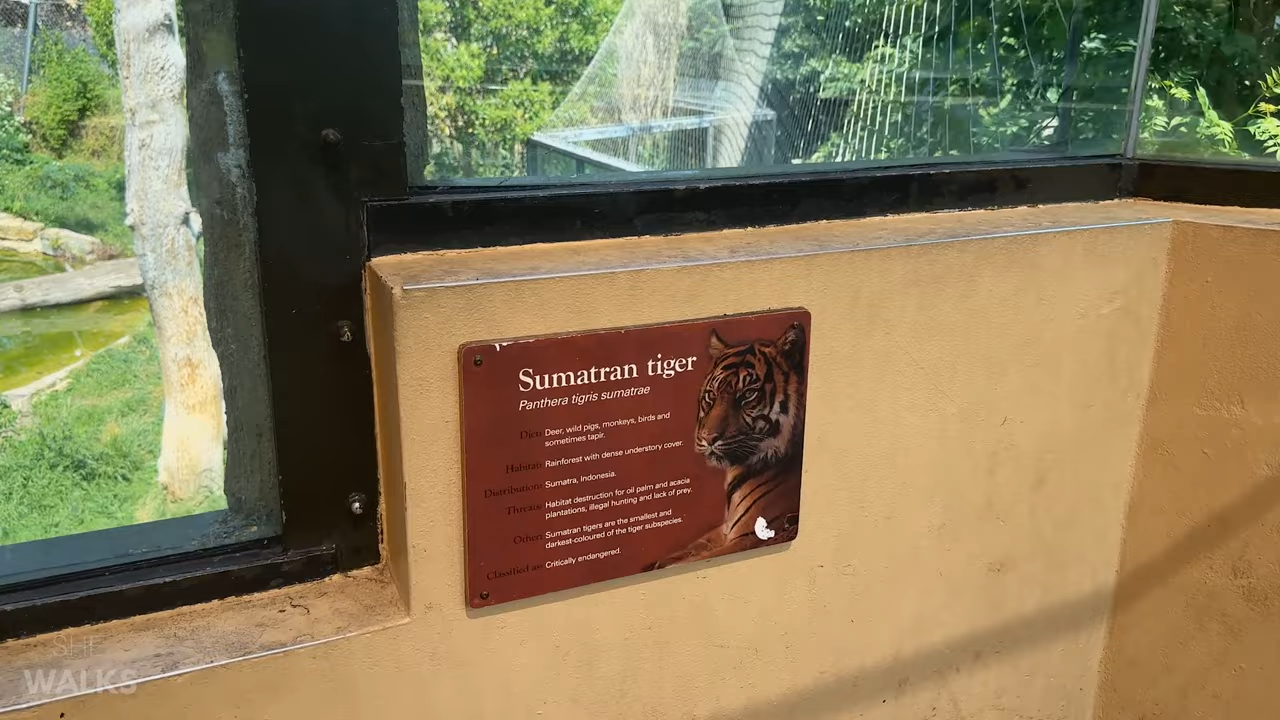 Sumatran tiger
Panthera tigris sumatrae
Diet: Deer, wild pigs, monkeys, birds and
sometimes tapir.
Habitat: Rainforest with dense understory cover.
Distribution: Sumatra, Indonesia.
Threats: Habitat destruction for oil palm and acacia
plantations, illegal hunting and lack of prey.
Other: Sumatran tigers are the smallest and
darkest-coloured of the tiger subspecies.
Classified as: Critically endangered.
SHE
WALKS